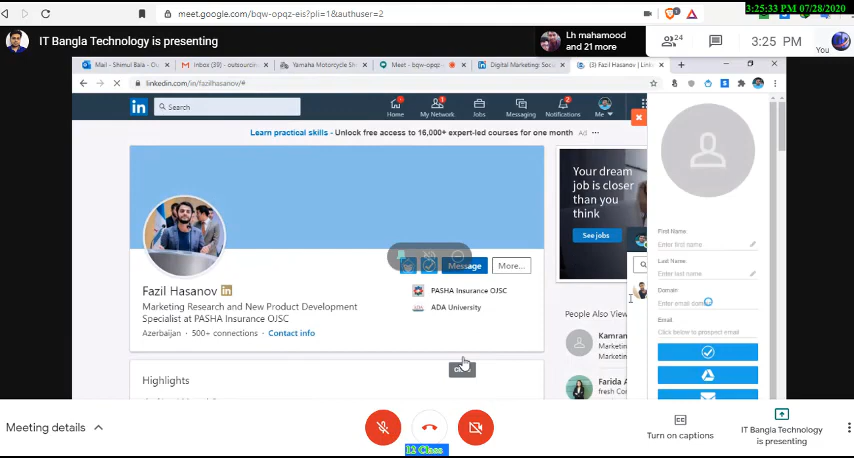 meet.google.com/bqw-opqz-eis?pli=1&authuser=2
3:25:33 PM 07/28/2020
IT Bangla Technology is presenting
Lh mahamood
and 21 more
24
3:25 PM
You
Mail - Shimul Bala - Ou
Inbox (39) - outsourcin
Yamaha Motorcycle Sh
Meet - bqw-opqz
Digital Marketing: Soci
(3) Fazil Hasanov | Link
linkedin.com/in/fazilhasanov/#
Search
Home
My Network
Jobs
Messaging
Notifications
Me
Learn practical skills - Unlock free access to 16,000+ expert-led courses for one month
Ad
Your dream
job is closer
than you
think
See jobs
Message
More...
Fazil Hasanov
Marketing Research and New Product Development
Specialist at PASHA Insurance OJSC
Azerbaijan · 500+ connections · Contact info
PASHA Insurance OJSC
ADA University
Highlights
People Also View
Kamran
Marketing
Marketin
Farida A
fresh Co
First Name:
Enter first name
Last Name:
Enter last name
Domain:
Enter email domain
Email:
Click below to prospect email
Meeting details
12 Class
Turn on captions
IT Bangla Technology
is presenting